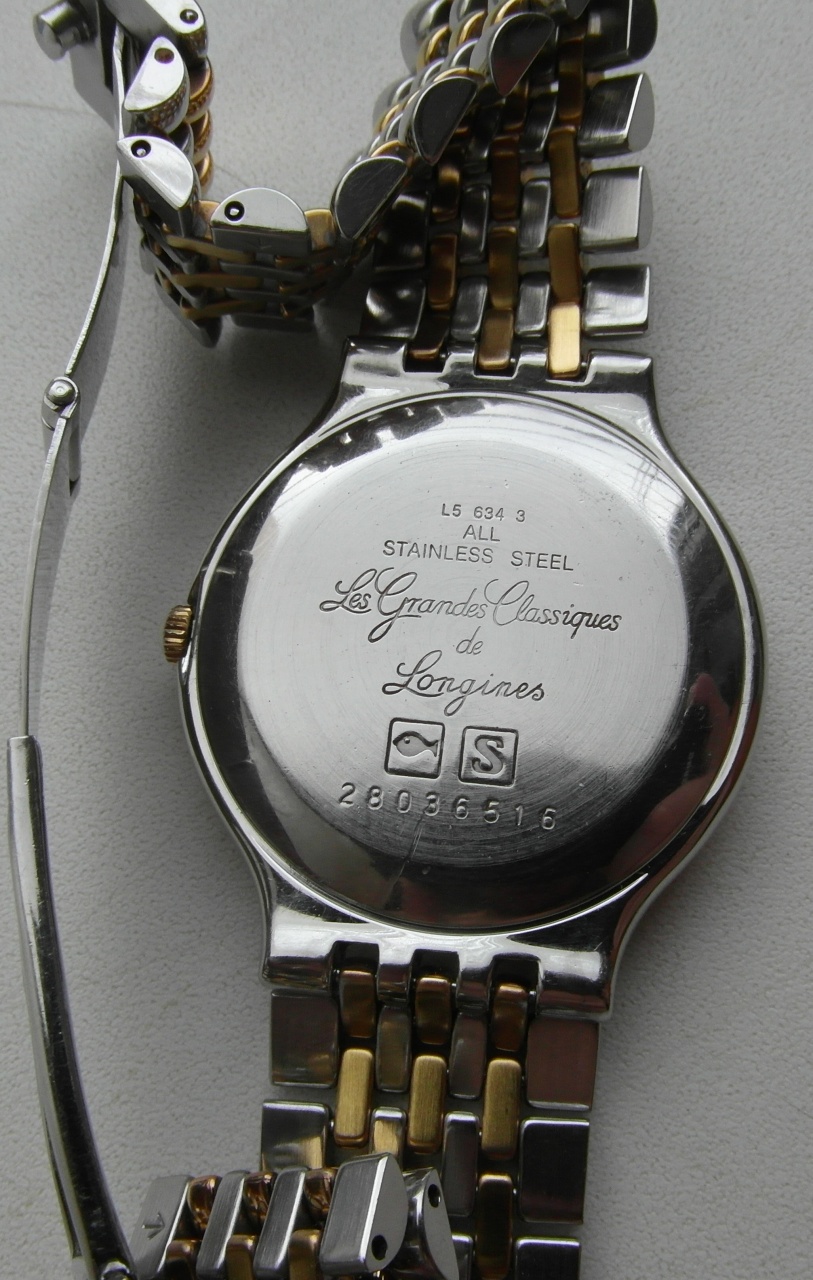 L5 634 3
ALL
STAINLESS STEEL
Les Grandes Classiques
de
Longines
S
28036516